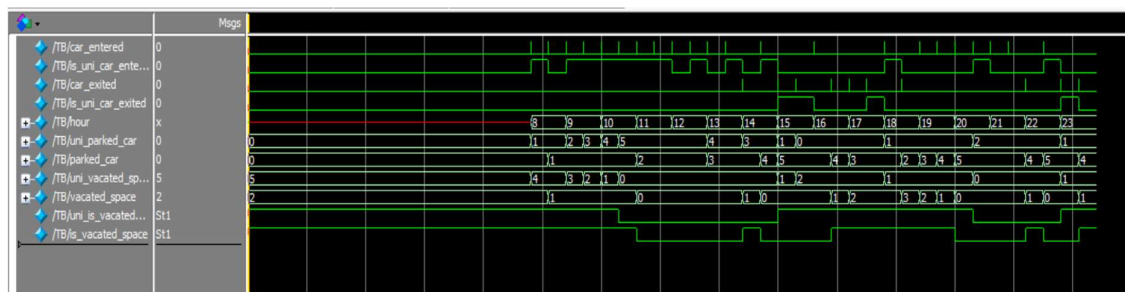 Msgs
/TB/car_entered 0
/TB/is_uni_car_ente... 0
/TB/car_exited 0
/TB/is_uni_car_exited 0
/TB/hour x 8 9 10 11 12 13 14 15 16 17 18 19 20 21 22 23
/TB/uni_parked_car 0 0 1 2 3 4 5 4 3 1 0 1 2 1
/TB/parked_car 0 0 1 2 3 4 5 4 3 2 3 4 5 4 5 4
/TB/uni_vacated_sp... 5 5 4 3 2 1 0 1 2 1 0 1
/TB/vacated_space 2 2 1 0 1 0 1 2 3 2 1 0 1 0 1
/TB/uni_is_vacated... St1
/TB/is_vacated_space St1